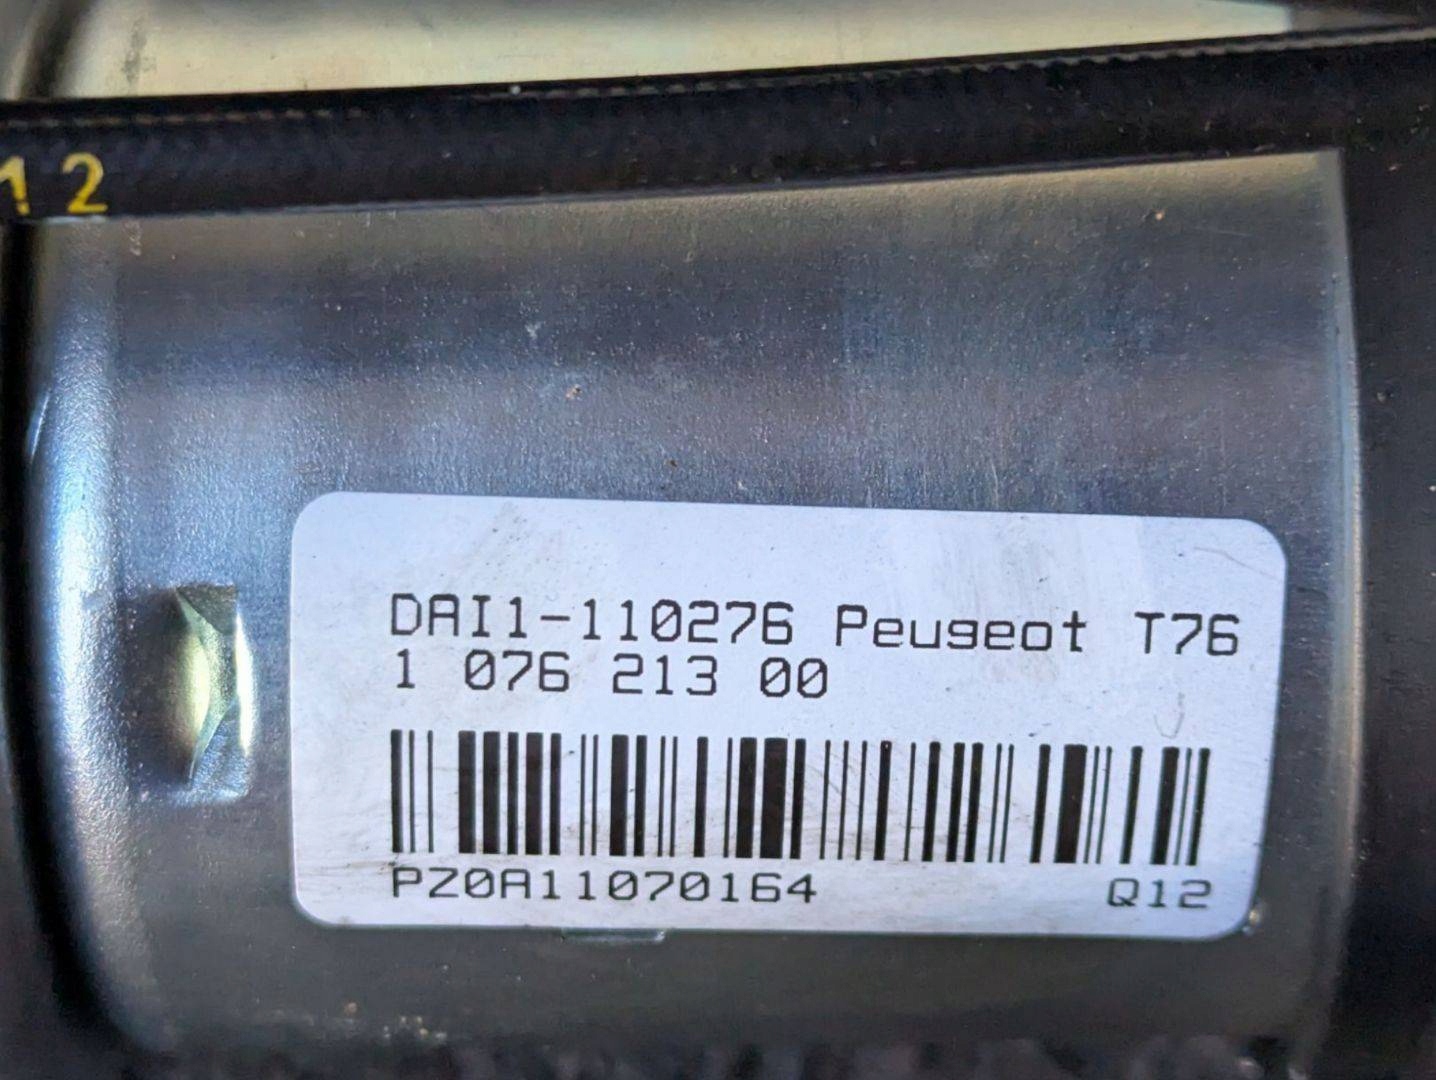 12
DAI1-110276 Peugeot T76
1 076 213 00
PZ0A11070164 Q12